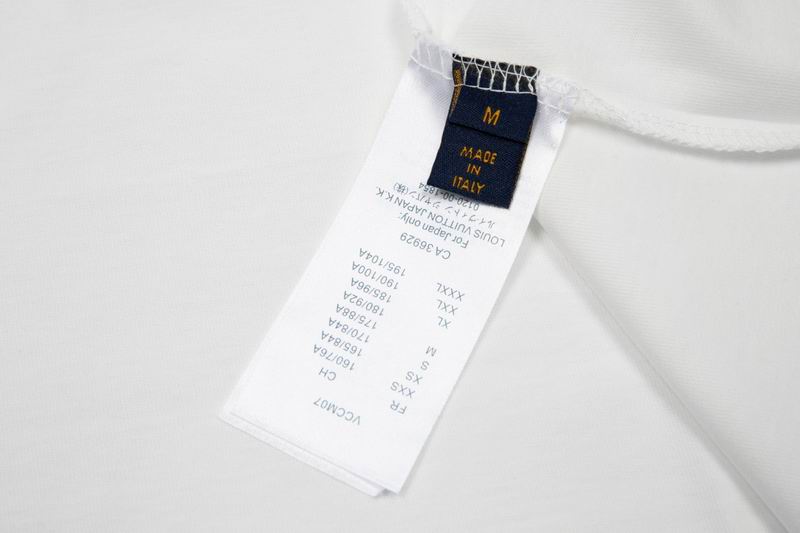 M
MADE
IN
ITALY
VCCM07
FR CH
XXS 160/76A
XS 165/84A
S 170/84A
M 175/88A
180/92A
XL 185/96A
XXL 190/100A
XXXL 195/104A
CA 36929
For Japan only:
LOUIS VUITTON JAPAN K.K.
ルイ・ヴィトン ジャパン(株)
0120-00-1854